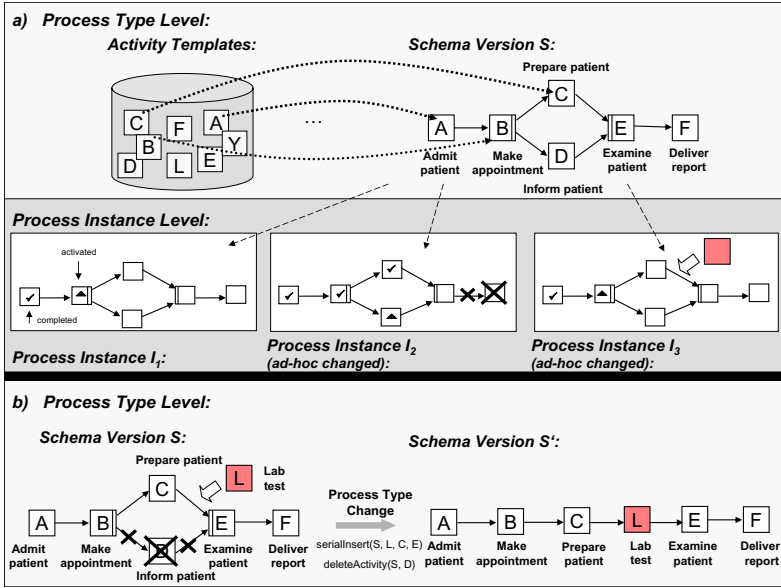 a) Process Type Level:
Activity Templates:
Schema Version S:
Prepare patient
C
F
A
B
Y
D
L
E
...
C
A
B
E
F
D
Admit
patient
Make
appointment
Examine
patient
Deliver
report
Inform patient
Process Instance Level:
activated
completed
Process Instance I1:
Process Instance I2
(ad-hoc changed):
Process Instance I3
(ad-hoc changed):
b) Process Type Level:
Schema Version S:
Schema Version S‘:
Prepare patient
L
Lab
test
C
A
B
E
F
Admit
patient
Make
appointment
Inform patient
Examine
patient
Deliver
report
Process Type
Change
serialInsert(S, L, C, E)
deleteActivity(S, D)
A
B
C
L
E
F
Admit
patient
Make
appointment
Prepare
patient
Lab
test
Examine
patient
Deliver
report